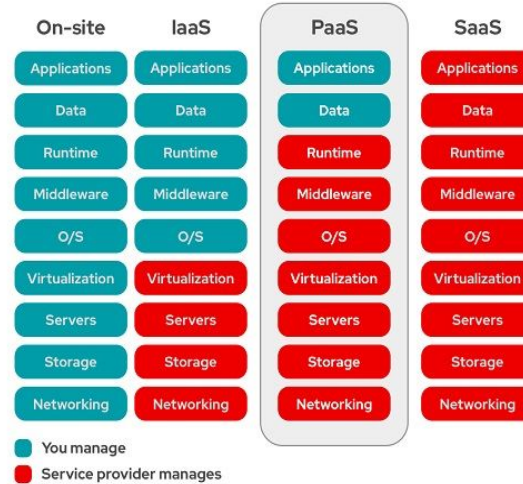 On-site IaaS PaaS SaaS
Applications Applications Applications Applications
Data Data Data Data
Runtime Runtime Runtime Runtime
Middleware Middleware Middleware Middleware
O/S O/S O/S O/S
Virtualization Virtualization Virtualization Virtualization
Servers Servers Servers Servers
Storage Storage Storage Storage
Networking Networking Networking Networking
You manage
Service provider manages